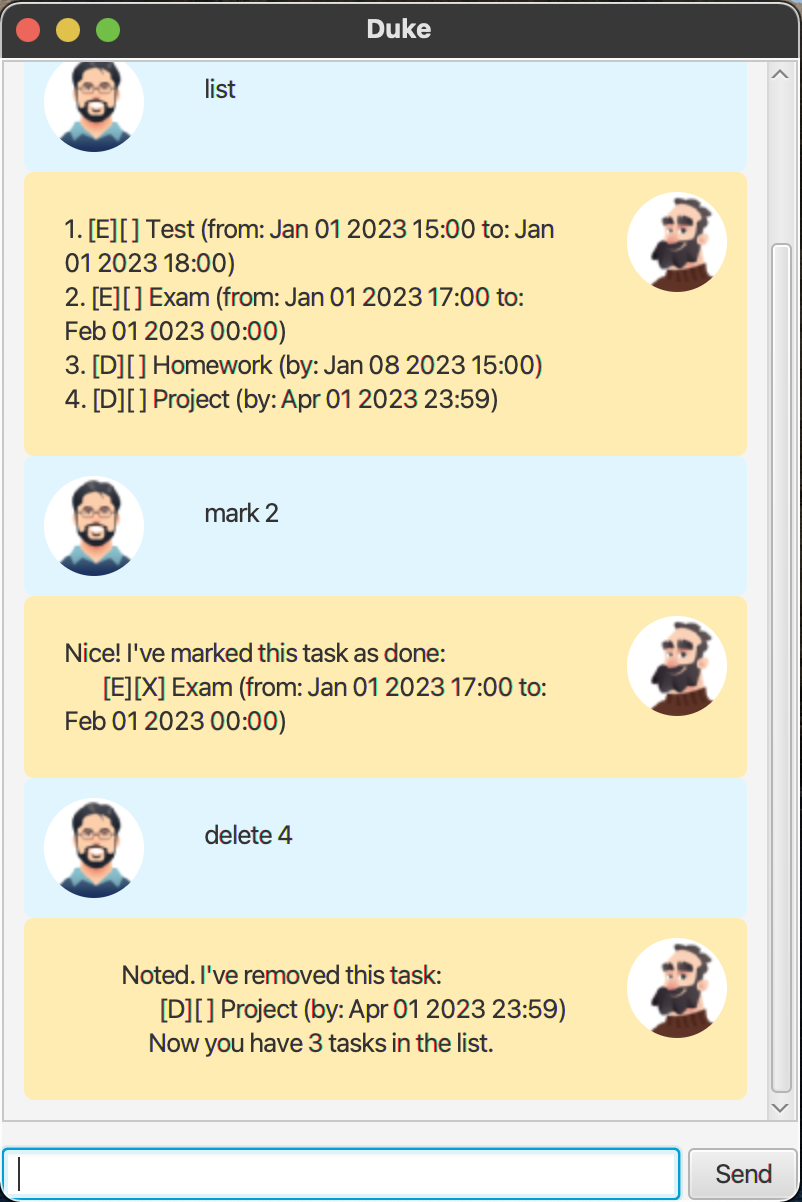 Duke
list
1. [E][ ] Test (from: Jan 01 2023 15:00 to: Jan
01 2023 18:00)
2. [E][ ] Exam (from: Jan 01 2023 17:00 to:
Feb 01 2023 00:00)
3. [D][ ] Homework (by: Jan 08 2023 15:00)
4. [D][ ] Project (by: Apr 01 2023 23:59)
mark 2
Nice! I've marked this task as done:
[E][X] Exam (from: Jan 01 2023 17:00 to:
Feb 01 2023 00:00)
delete 4
Noted. I've removed this task:
[D][ ] Project (by: Apr 01 2023 23:59)
Now you have 3 tasks in the list.
Send